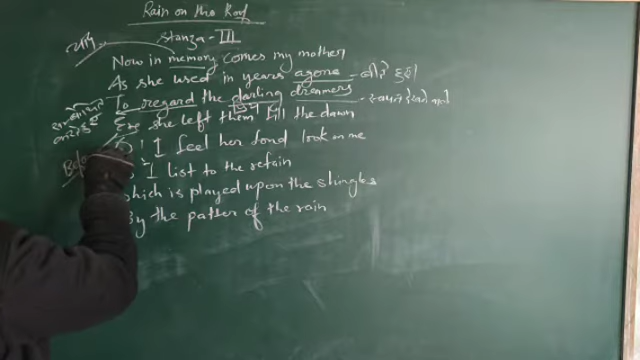 Rain on the Roof
Stanza - III
याद
Now in memory comes my mother
As she used in years agone - बीते हुये
To regard the darling dreamers
Ere she left them till the dawn
O! I feel her fond look on me
I list to the refain
which is played upon the shingles
By the patter of the rain